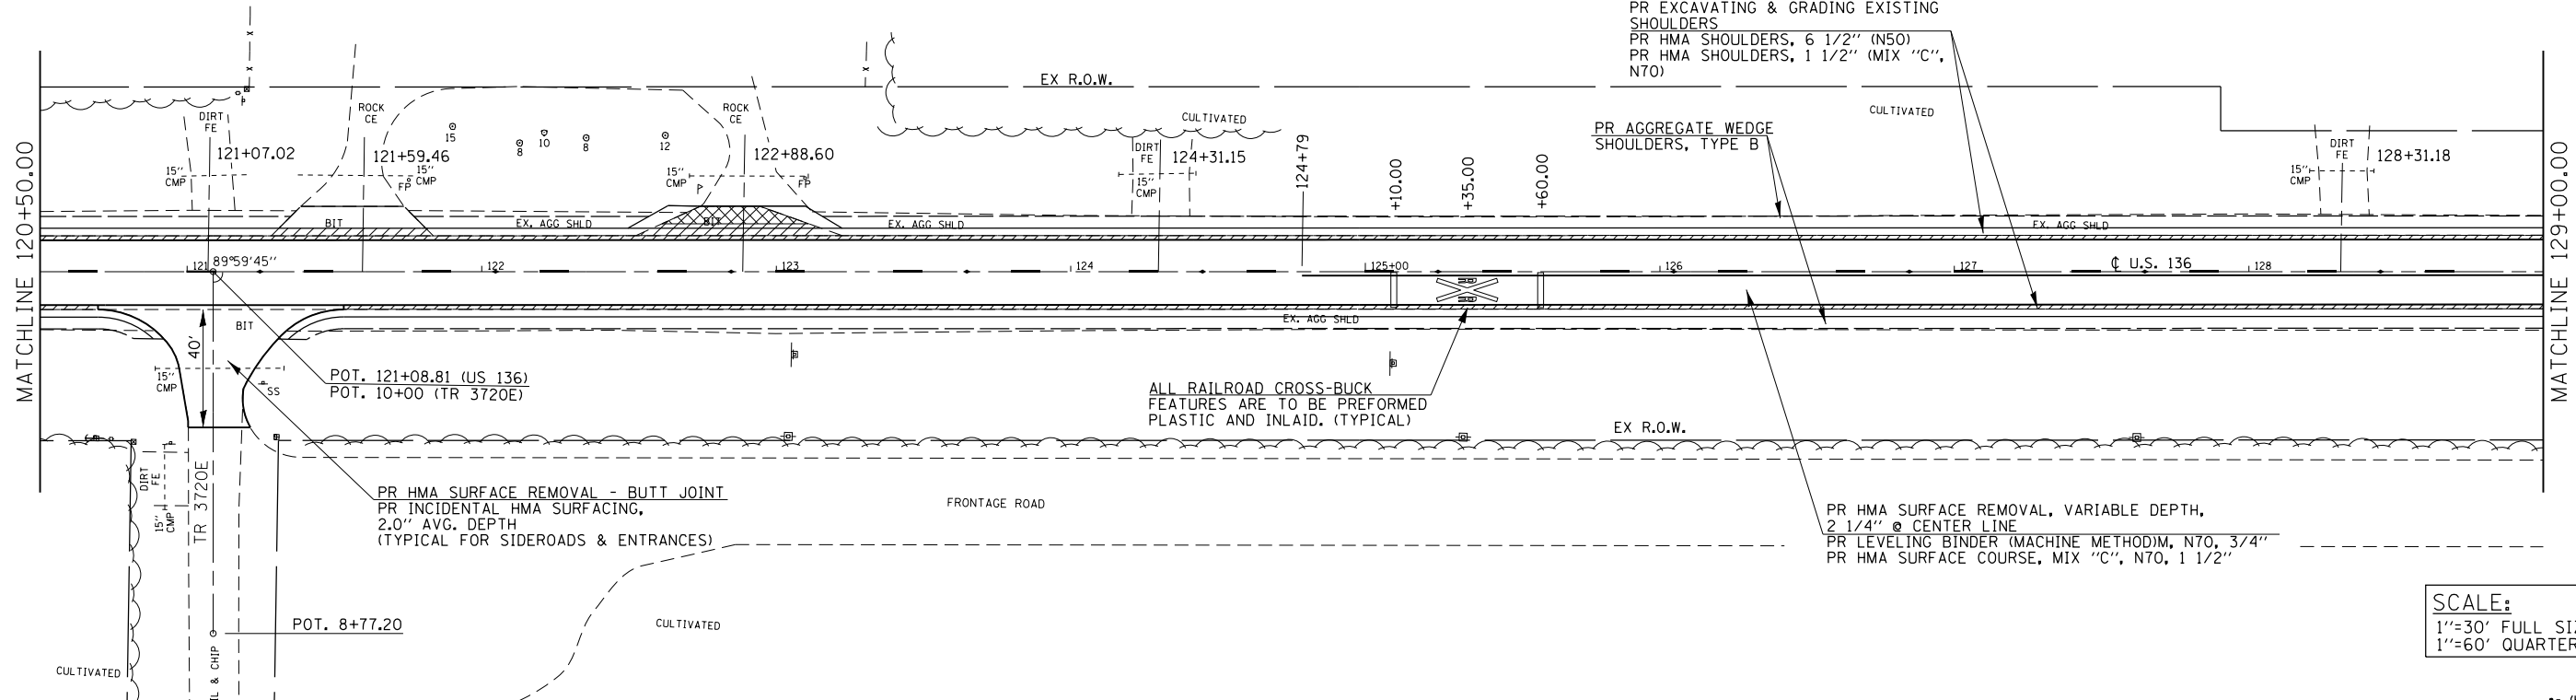 PR EXCAVATING & GRADING EXISTING
SHOULDERS
PR HMA SHOULDERS, 6 1/2" (N50)
PR HMA SHOULDERS, 1 1/2" (MIX "C",
N70)
EX R.O.W.
CULTIVATED
CULTIVATED
PR AGGREGATE WEDGE
SHOULDERS, TYPE B
DIRT
FE
ROCK
CE
ROCK
CE
DIRT
FE
DIRT
FE
15
8
10
8
12
121+07.02
121+59.46
122+88.60
124+31.15
124+79
+10.00
+35.00
+60.00
128+31.18
15"
CMP
15"
CMP
FP
15"
CMP
P
FP
15"
CMP
15"
CMP
MATCHLINE 120+50.00
MATCHLINE 129+00.00
BIT
EX. AGG SHLD
BIT
EX. AGG SHLD
EX. AGG SHLD
121
89°59'45"
122
123
124
125+00
126
127
℄ U.S. 136
128
BIT
40'
EX. AGG SHLD
15"
CMP
SS
POT. 121+08.81 (US 136)
POT. 10+00 (TR 3720E)
ALL RAILROAD CROSS-BUCK
FEATURES ARE TO BE PREFORMED
PLASTIC AND INLAID. (TYPICAL)
EX R.O.W.
DIRT
FE
15"
CMP
TR 3720E
PR HMA SURFACE REMOVAL - BUTT JOINT
PR INCIDENTAL HMA SURFACING,
2.0" AVG. DEPTH
(TYPICAL FOR SIDEROADS & ENTRANCES)
FRONTAGE ROAD
PR HMA SURFACE REMOVAL, VARIABLE DEPTH,
2 1/4" @ CENTER LINE
PR LEVELING BINDER (MACHINE METHOD)M, N70, 3/4"
PR HMA SURFACE COURSE, MIX "C", N70, 1 1/2"
POT. 8+77.20
CULTIVATED
CULTIVATED
& CHIP
SCALE:
1"=30' FULL
1"=60' QUARTER